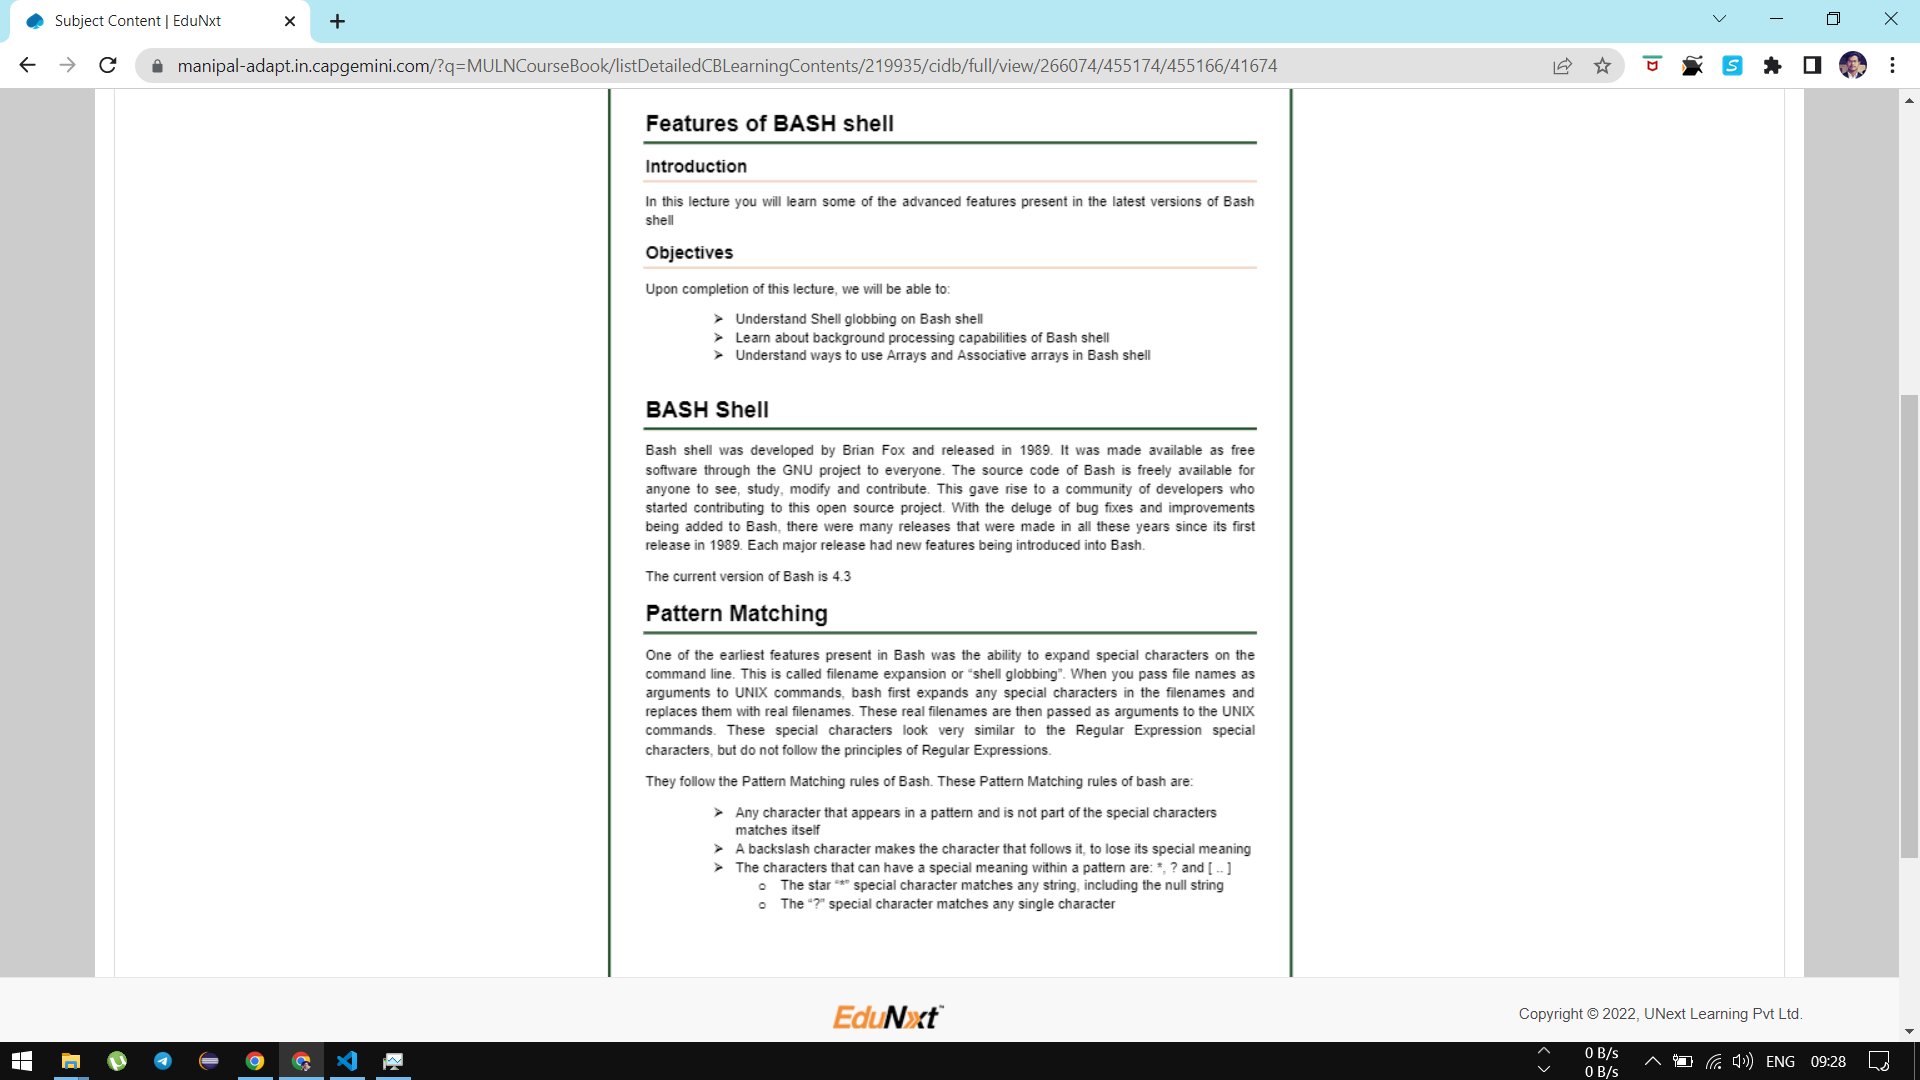 Subject Content | EduNxt
manipal-adapt.in.capgemini.com/?q=MULNCourseBook/listDetailedCBLearningContents/219935/cidb/full/view/266074/455174/455166/41674
Features of BASH shell
Introduction
In this lecture you will learn some of the advanced features present in the latest versions of Bash
shell
Objectives
Upon completion of this lecture, we will be able to:
➢ Understand Shell globbing on Bash shell
➢ Learn about background processing capabilities of Bash shell
➢ Understand ways to use Arrays and Associative arrays in Bash shell
BASH Shell
Bash shell was developed by Brian Fox and released in 1989. It was made available as free
software through the GNU project to everyone. The source code of Bash is freely available for
anyone to see, study, modify and contribute. This gave rise to a community of developers who
started contributing to this open source project. With the deluge of bug fixes and improvements
being added to Bash, there were many releases that were made in all these years since its first
release in 1989. Each major release had new features being introduced into Bash.
The current version of Bash is 4.3
Pattern Matching
One of the earliest features present in Bash was the ability to expand special characters on the
command line. This is called filename expansion or “shell globbing”. When you pass file names as
arguments to UNIX commands, bash first expands any special characters in the filenames and
replaces them with real filenames. These real filenames are then passed as arguments to the UNIX
commands. These special characters look very similar to the Regular Expression special
characters, but do not follow the principles of Regular Expressions.
They follow the Pattern Matching rules of Bash. These Pattern Matching rules of bash are:
➢ Any character that appears in a pattern and is not part of the special characters
matches itself
➢ A backslash character makes the character that follows it, to lose its special meaning
➢ The characters that can have a special meaning within a pattern are: *, ? and [ .. ]
o The star “*” special character matches any string, including the null string
o The “?” special character matches any single character
EduNxt™
Copyright © 2022, UNext Learning Pvt Ltd.
0 B/s
0 B/s
ENG
09:28